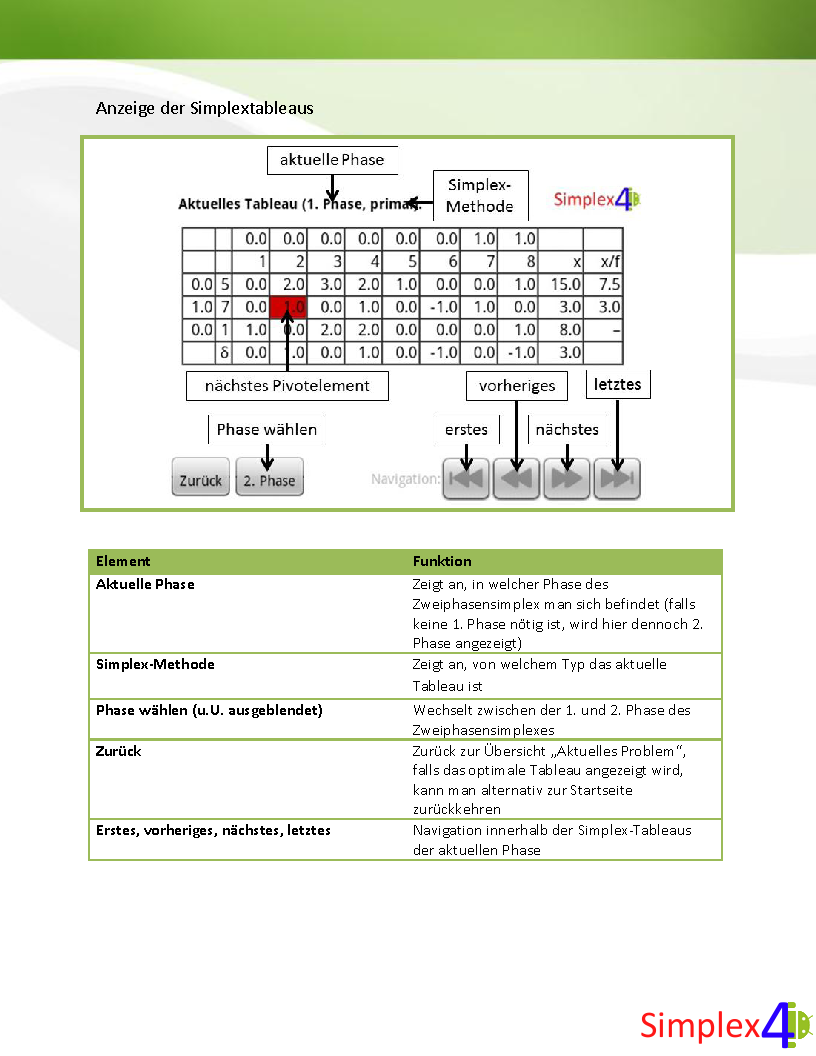 Anzeige der Simplextableaus
aktuelle Phase
Simplex-
Methode
Aktuelles Tableau (1. Phase, primal):
Simplex4
0.0 0.0 0.0 0.0 0.0 0.0 1.0 1.0
1 2 3 4 5 6 7 8 x x/f
0.0 5 0.0 2.0 3.0 2.0 1.0 0.0 0.0 1.0 15.0 7.5
1.0 7 0.0 1.0 0.0 1.0 0.0 -1.0 1.0 0.0 3.0 3.0
0.0 1 1.0 0.0 2.0 2.0 0.0 0.0 0.0 1.0 8.0 –
δ 0.0 1.0 0.0 1.0 0.0 -1.0 0.0 -1.0 3.0
nächstes Pivotelement
vorheriges
letztes
Phase wählen
erstes
nächstes
Zurück
2. Phase
Navigation:
Element Funktion
Aktuelle Phase Zeigt an, in welcher Phase des
Zweiphasensimplex man sich befindet (falls
keine 1. Phase nötig ist, wird hier dennoch 2.
Phase angezeigt)
Simplex-Methode Zeigt an, von welchem Typ das aktuelle
Tableau ist
Phase wählen (u.U. ausgeblendet) Wechselt zwischen der 1. und 2. Phase des
Zweiphasensimplexes
Zurück Zurück zur Übersicht „Aktuelles Problem“,
falls das optimale Tableau angezeigt wird,
kann man alternativ zur Startseite
zurückkehren
Erstes, vorheriges, nächstes, letztes Navigation innerhalb der Simplex-Tableaus
der aktuellen Phase
Simplex4